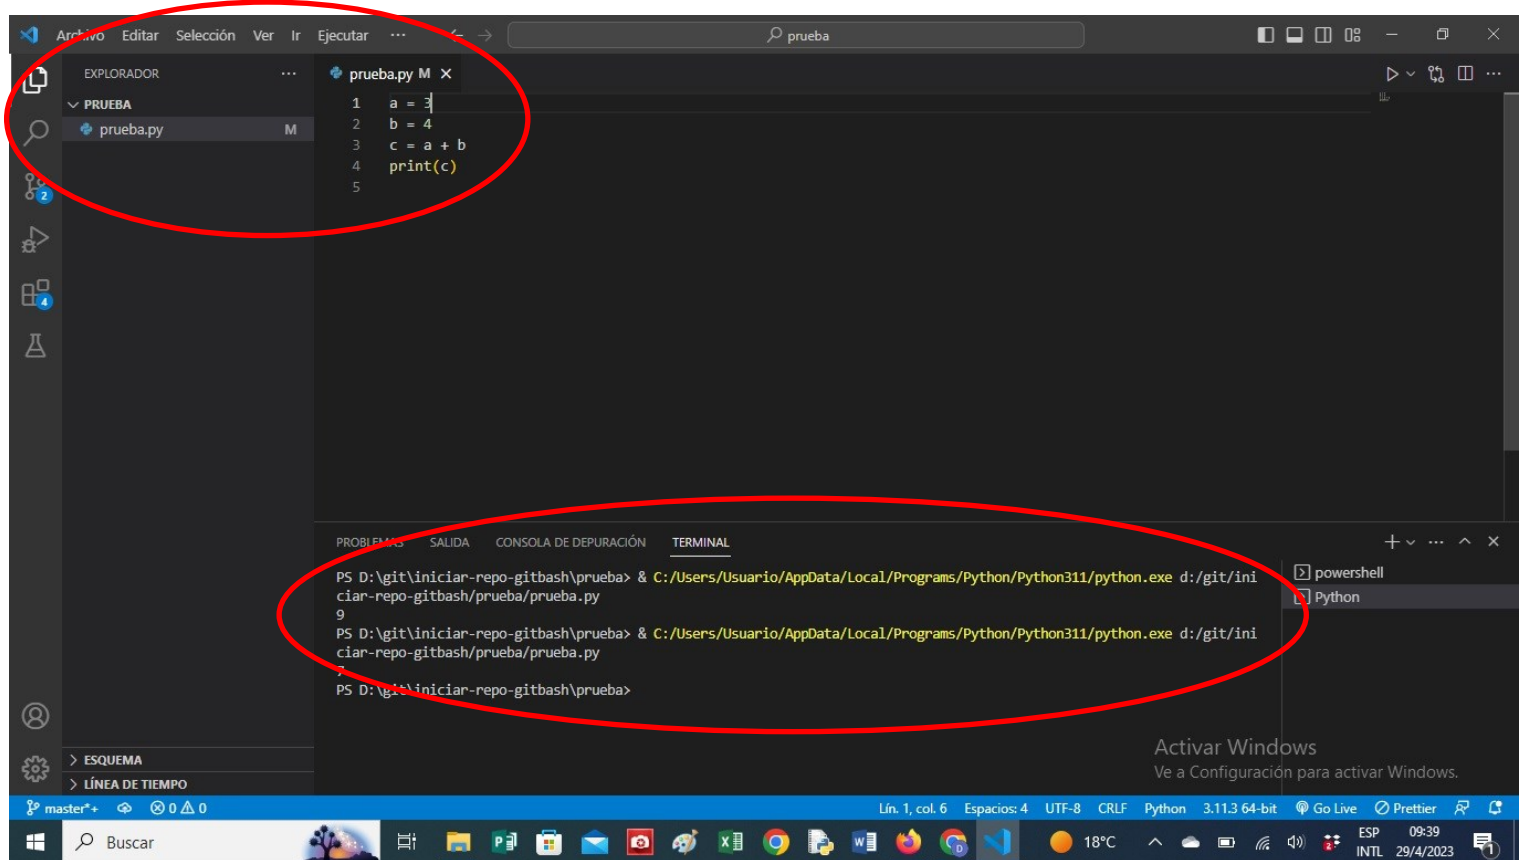 Archivo Editar Selección Ver Ir Ejecutar ··· prueba
EXPLORADOR ···
PRUEBA
prueba.py M
2
4
ESQUEMA
LÍNEA DE TIEMPO
prueba.py M
1 a = 3
2 b = 4
3 c = a + b
4 print(c)
5
PROBLEMAS SALIDA CONSOLA DE DEPURACIÓN TERMINAL
PS D:\git\iniciar-repo-gitbash\prueba> & C:/Users/Usuario/AppData/Local/Programs/Python/Python311/python.exe d:/git/ini
ciar-repo-gitbash/prueba/prueba.py
9
PS D:\git\iniciar-repo-gitbash\prueba> & C:/Users/Usuario/AppData/Local/Programs/Python/Python311/python.exe d:/git/ini
ciar-repo-gitbash/prueba/prueba.py
7
PS D:\git\iniciar-repo-gitbash\prueba>
powershell
Python
Activar Windows
Ve a Configuración para activar Windows.
master*+ 0 0 Lín. 1, col. 6 Espacios: 4 UTF-8 CRLF Python 3.11.3 64-bit Go Live Prettier
Buscar 18°C ESP 09:39
INTL 29/4/2023